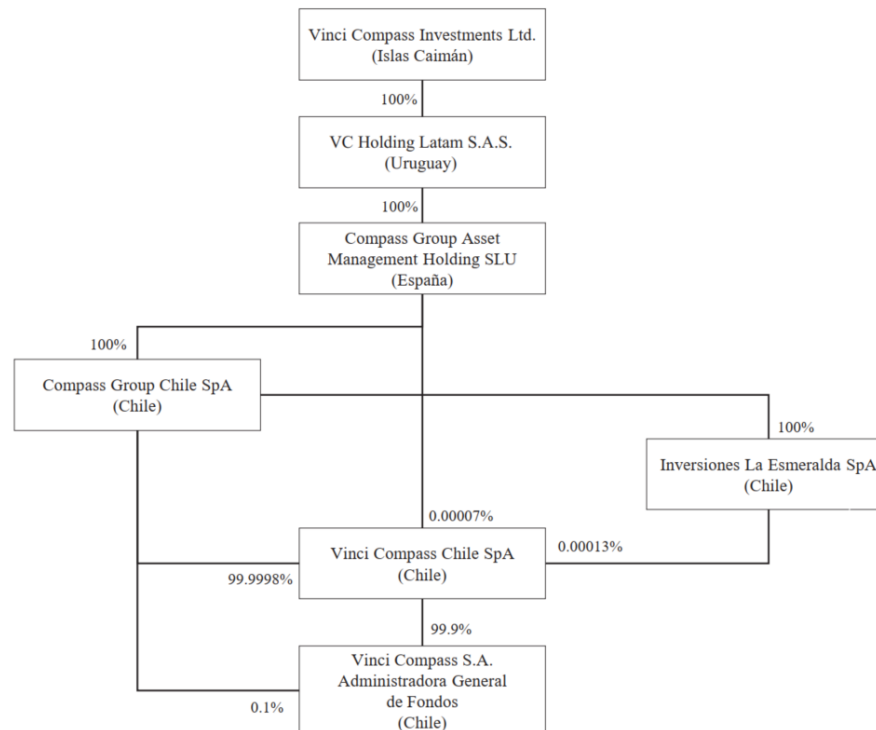 Vinci Compass Investments Ltd.
(Islas Caimán)
100%
VC Holding Latam S.A.S.
(Uruguay)
100%
Compass Group Asset
Management Holding SLU
(España)
100%
Compass Group Chile SpA
(Chile)
100%
Inversiones La Esmeralda SpA
(Chile)
0.00007%
Vinci Compass Chile SpA
(Chile)
0.00013%
99.9998%
99.9%
Vinci Compass S.A.
Administradora General
de Fondos
(Chile)
0.1%